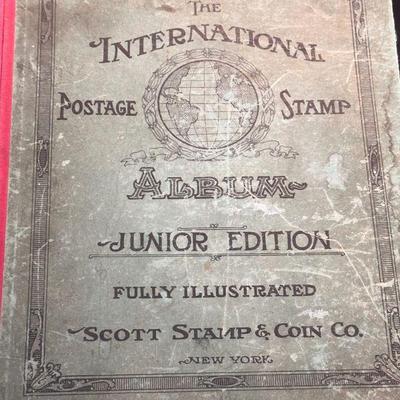 THE
INTERNATIONAL
POSTAGE STAMP
ALBUM
JUNIOR EDITION
FULLY ILLUSTRATED
SCOTT STAMP & COIN CO.
NEW YORK